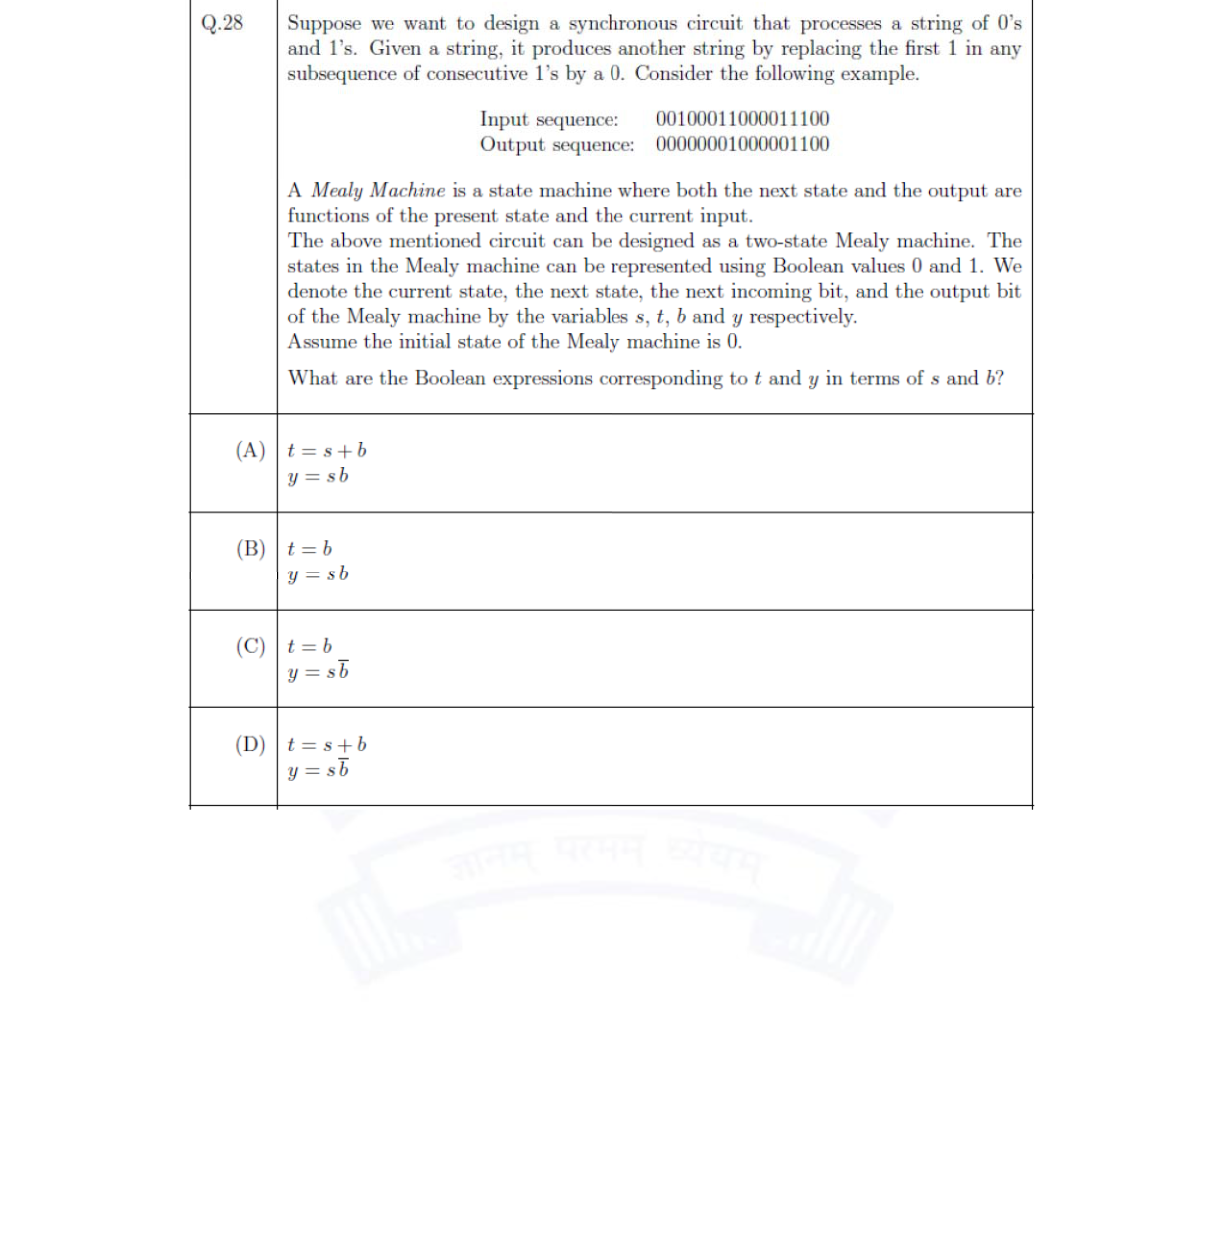 Q.28 Suppose we want to design a synchronous circuit that processes a string of 0's
and 1's. Given a string, it produces another string by replacing the first 1 in any
subsequence of consecutive 1's by a 0. Consider the following example.
Input sequence: 00100011000011100
Output sequence: 00000001000001100
A Mealy Machine is a state machine where both the next state and the output are
functions of the present state and the current input.
The above mentioned circuit can be designed as a two-state Mealy machine. The
states in the Mealy machine can be represented using Boolean values 0 and 1. We
denote the current state, the next state, the next incoming bit, and the output bit
of the Mealy machine by the variables s, t, b and y respectively.
Assume the initial state of the Mealy machine is 0.
What are the Boolean expressions corresponding to t and y in terms of s and b?
(A) t = s + b
y = s b
(B) t = b
y = s b
(C) t = b
y = s b̅
(D) t = s + b
y = s b̅
ज्ञानम् परमम् ध्येयम्